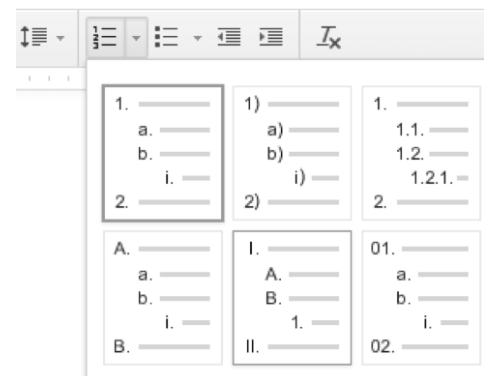 1.
a.
b.
i.
2.
1)
a)
b)
i)
2)
1.
1.1.
1.2.
1.2.1.
2.
A.
a.
b.
i.
B.
I.
A.
B.
1.
II.
01.
a.
b.
i.
02.